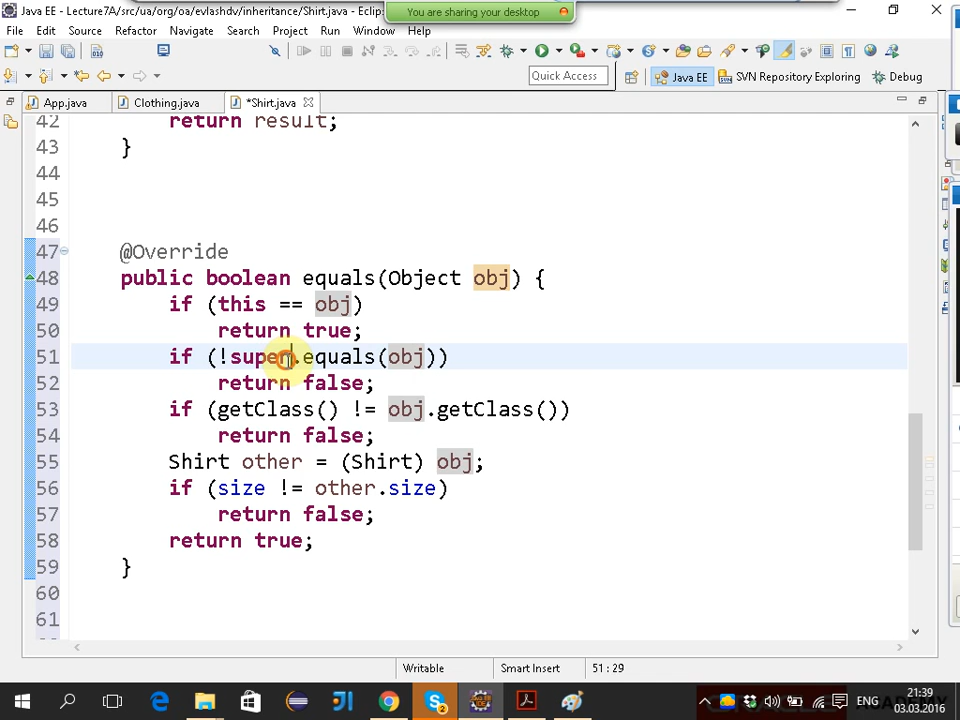 Java EE - Lecture7A/src/ua/org/oa/evlashdv/inheritance/Shirt.java - Eclip
You are sharing your desktop
File Edit Source Refactor Navigate Search Project Run Window Help
Quick Access
Java EE
SVN Repository Exploring
Debug
App.java
Clothing.java
*Shirt.java
42 return result;
43 }
44
45
46
47 @Override
48 public boolean equals(Object obj) {
49 if (this == obj)
50 return true;
51 if (!super.equals(obj))
52 return false;
53 if (getClass() != obj.getClass())
54 return false;
55 Shirt other = (Shirt) obj;
56 if (size != other.size)
57 return false;
58 return true;
59 }
60
61
Writable
Smart Insert
51 : 29
ENG
21:39
03.03.2016